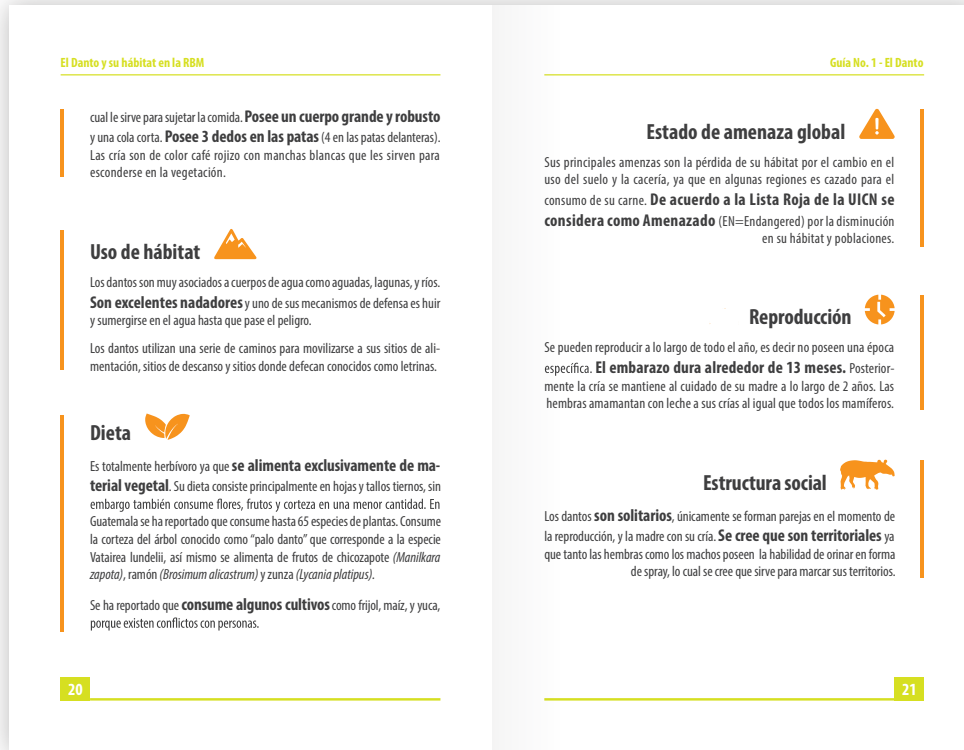 El Danto y su hábitat en la RBM
cual le sirve para sujetar la comida. Posee un cuerpo grande y robusto
y una cola corta. Posee 3 dedos en las patas (4 en las patas delanteras).
Las cría son de color café rojizo con manchas blancas que les sirven para
esconderse en la vegetación.
Uso de hábitat
Los dantos son muy asociados a cuerpos de agua como aguadas, lagunas, y ríos.
Son excelentes nadadores y uno de sus mecanismos de defensa es huir
y sumergirse en el agua hasta que pase el peligro.
Los dantos utilizan una serie de caminos para movilizarse a sus sitios de ali-
mentación, sitios de descanso y sitios donde defecan conocidos como letrinas.
Dieta
Es totalmente herbívoro ya que se alimenta exclusivamente de ma-
terial vegetal. Su dieta consiste principalmente en hojas y tallos tiernos, sin
embargo también consume flores, frutos y corteza en una menor cantidad. En
Guatemala se ha reportado que consume hasta 65 especies de plantas. Consume
la corteza del árbol conocido como “palo danto” que corresponde a la especie
Vatairea lundelii, así mismo se alimenta de frutos de chicozapote (Manilkara
zapota), ramón (Brosimum alicastrum) y zunza (Lycania platipus).
Se ha reportado que consume algunos cultivos como frijol, maíz, y yuca,
porque existen conflictos con personas.
20
Guía No. 1 - El Danto
Estado de amenaza global
Sus principales amenzas son la pérdida de su hábitat por el cambio en el
uso del suelo y la cacería, ya que en algunas regiones es cazado para el
consumo de su carne. De acuerdo a la Lista Roja de la UICN se
considera como Amenazado (EN=Endangered) por la disminución
en su hábitat y poblaciones.
Reproducción
Se pueden reproducir a lo largo de todo el año, es decir no poseen una época
específica. El embarazo dura alrededor de 13 meses. Posterior-
mente la cría se mantiene al cuidado de su madre a lo largo de 2 años. Las
hembras amamantan con leche a sus crías al igual que todos los mamíferos.
Estructura social
Los dantos son solitarios, únicamente se forman parejas en el momento de
la reproducción, y la madre con su cría. Se cree que son territoriales ya
que tanto las hembras como los machos poseen la habilidad de orinar en forma
de spray, lo cual se cree que sirve para marcar sus territorios.
21